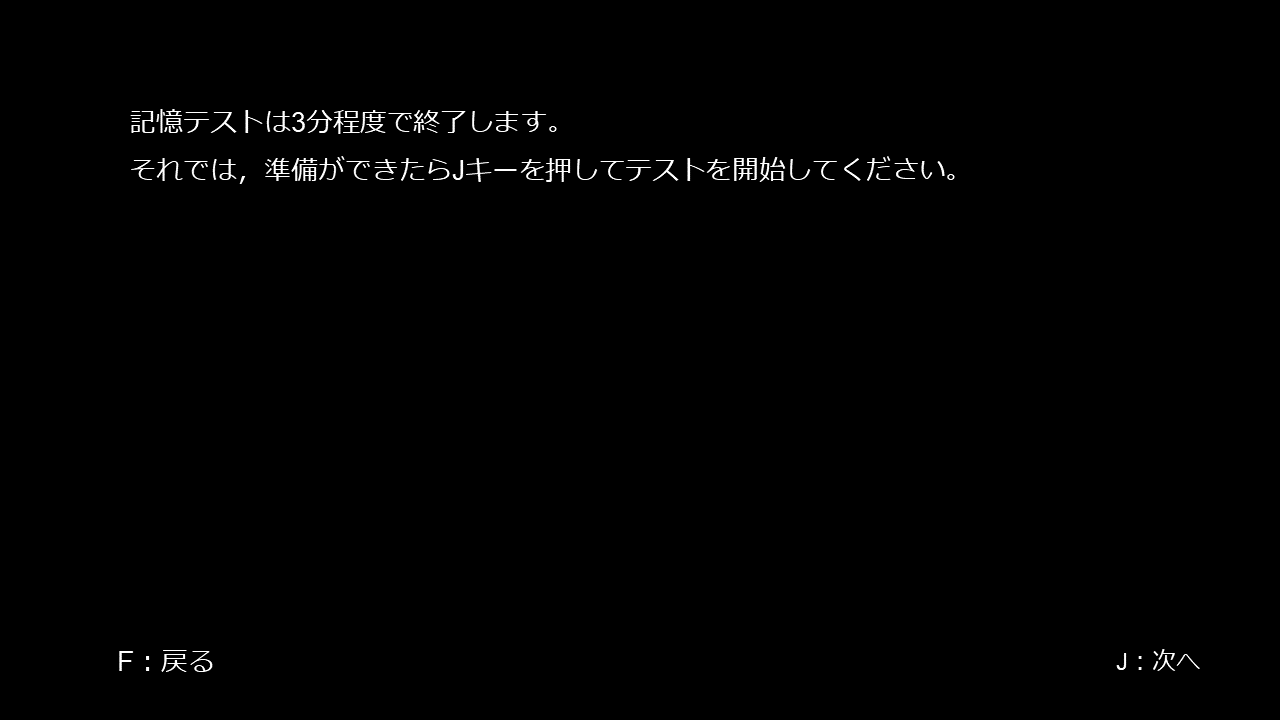 記憶テストは3分程度で終了します。
それでは，準備ができたらJキーを押してテストを開始してください。
F：戻る
J：次へ